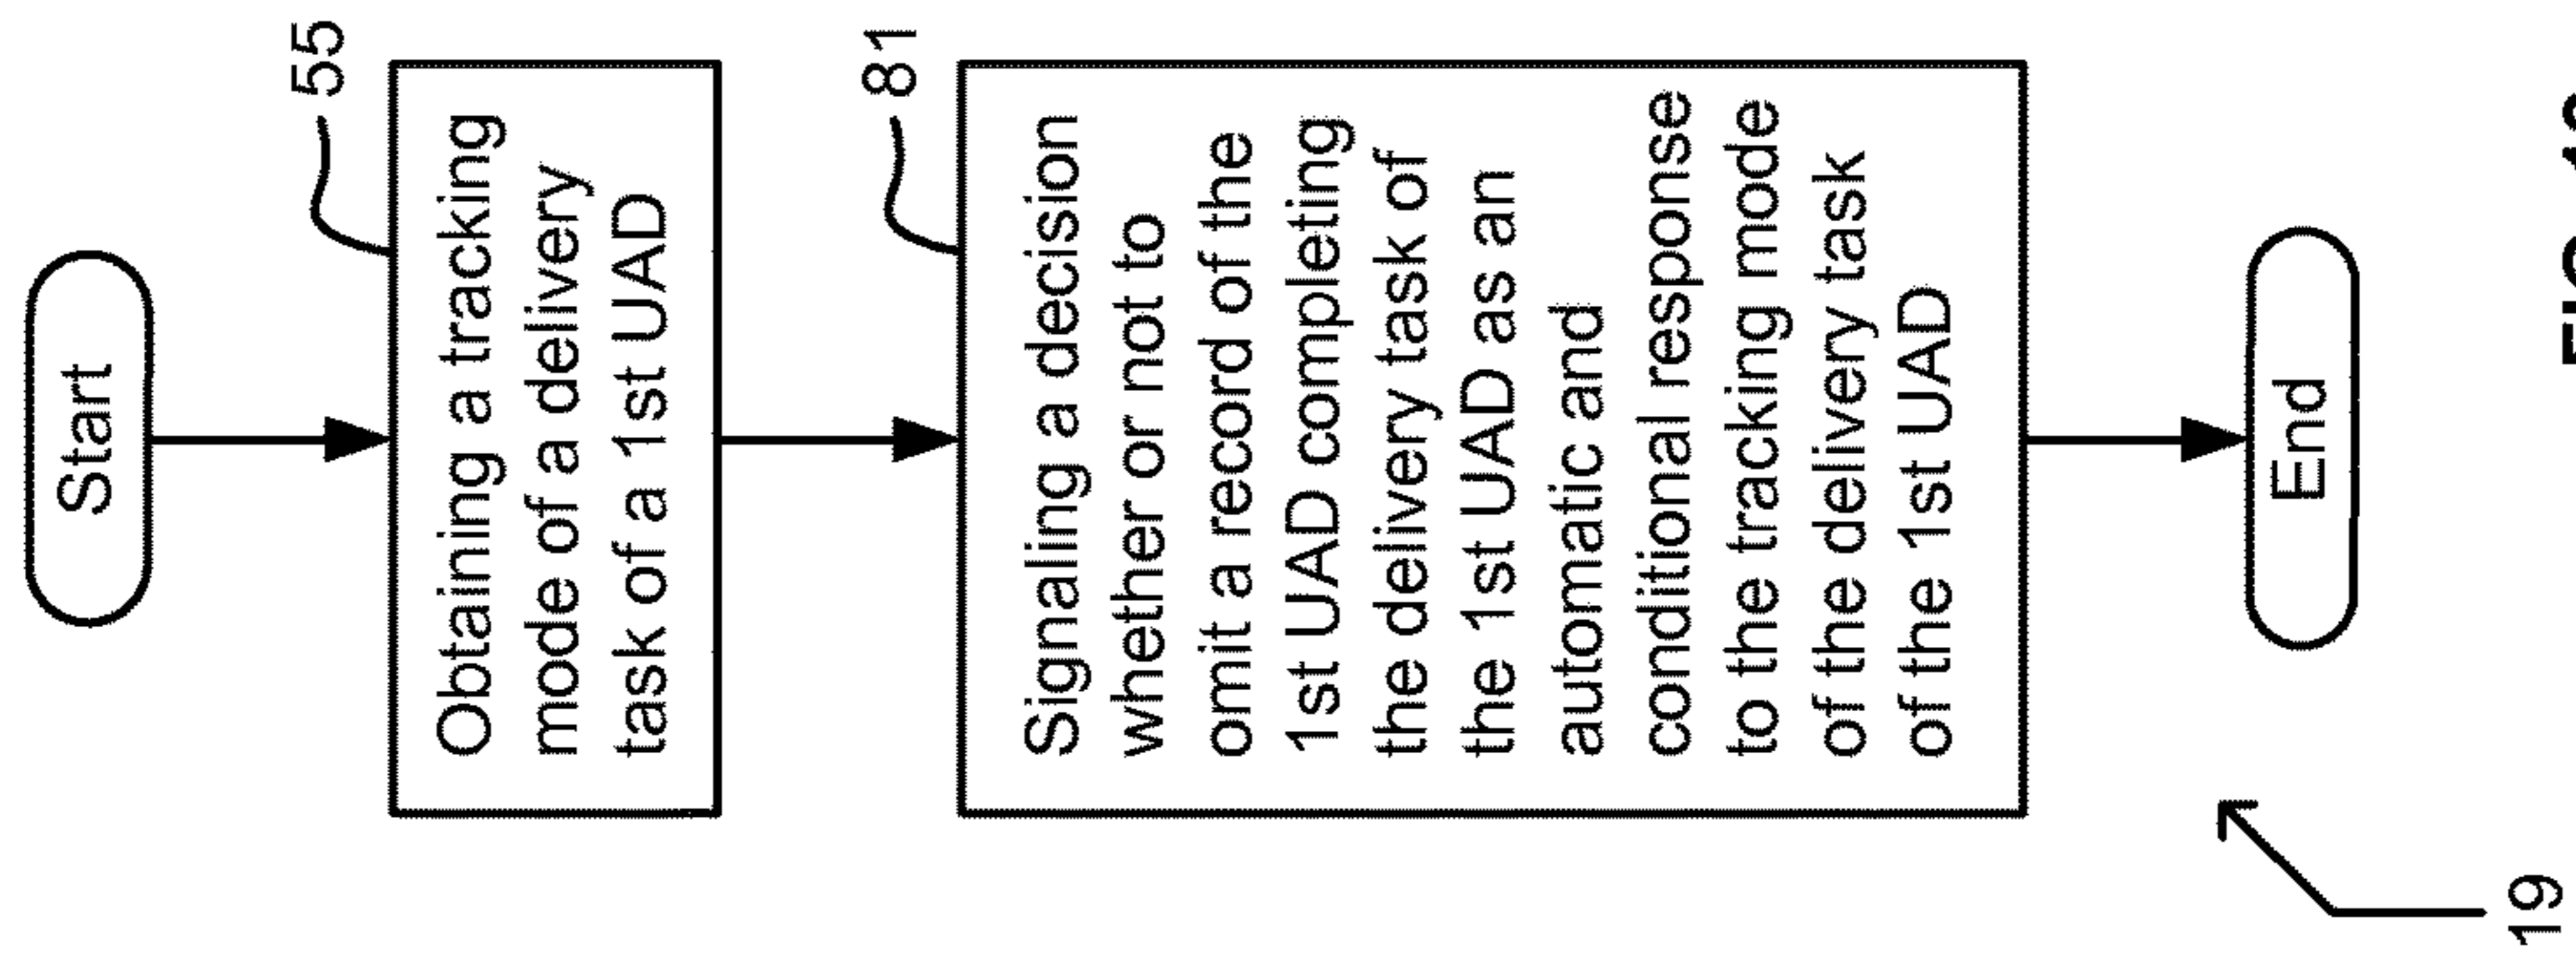 Start
55
Obtaining a tracking
mode of a delivery
task of a 1st UAD
81
Signaling a decision
whether or not to
omit a record of the
1st UAD completing
the delivery task of
the 1st UAD as an
automatic and
conditional response
to the tracking mode
of the delivery task
of the 1st UAD
End
19